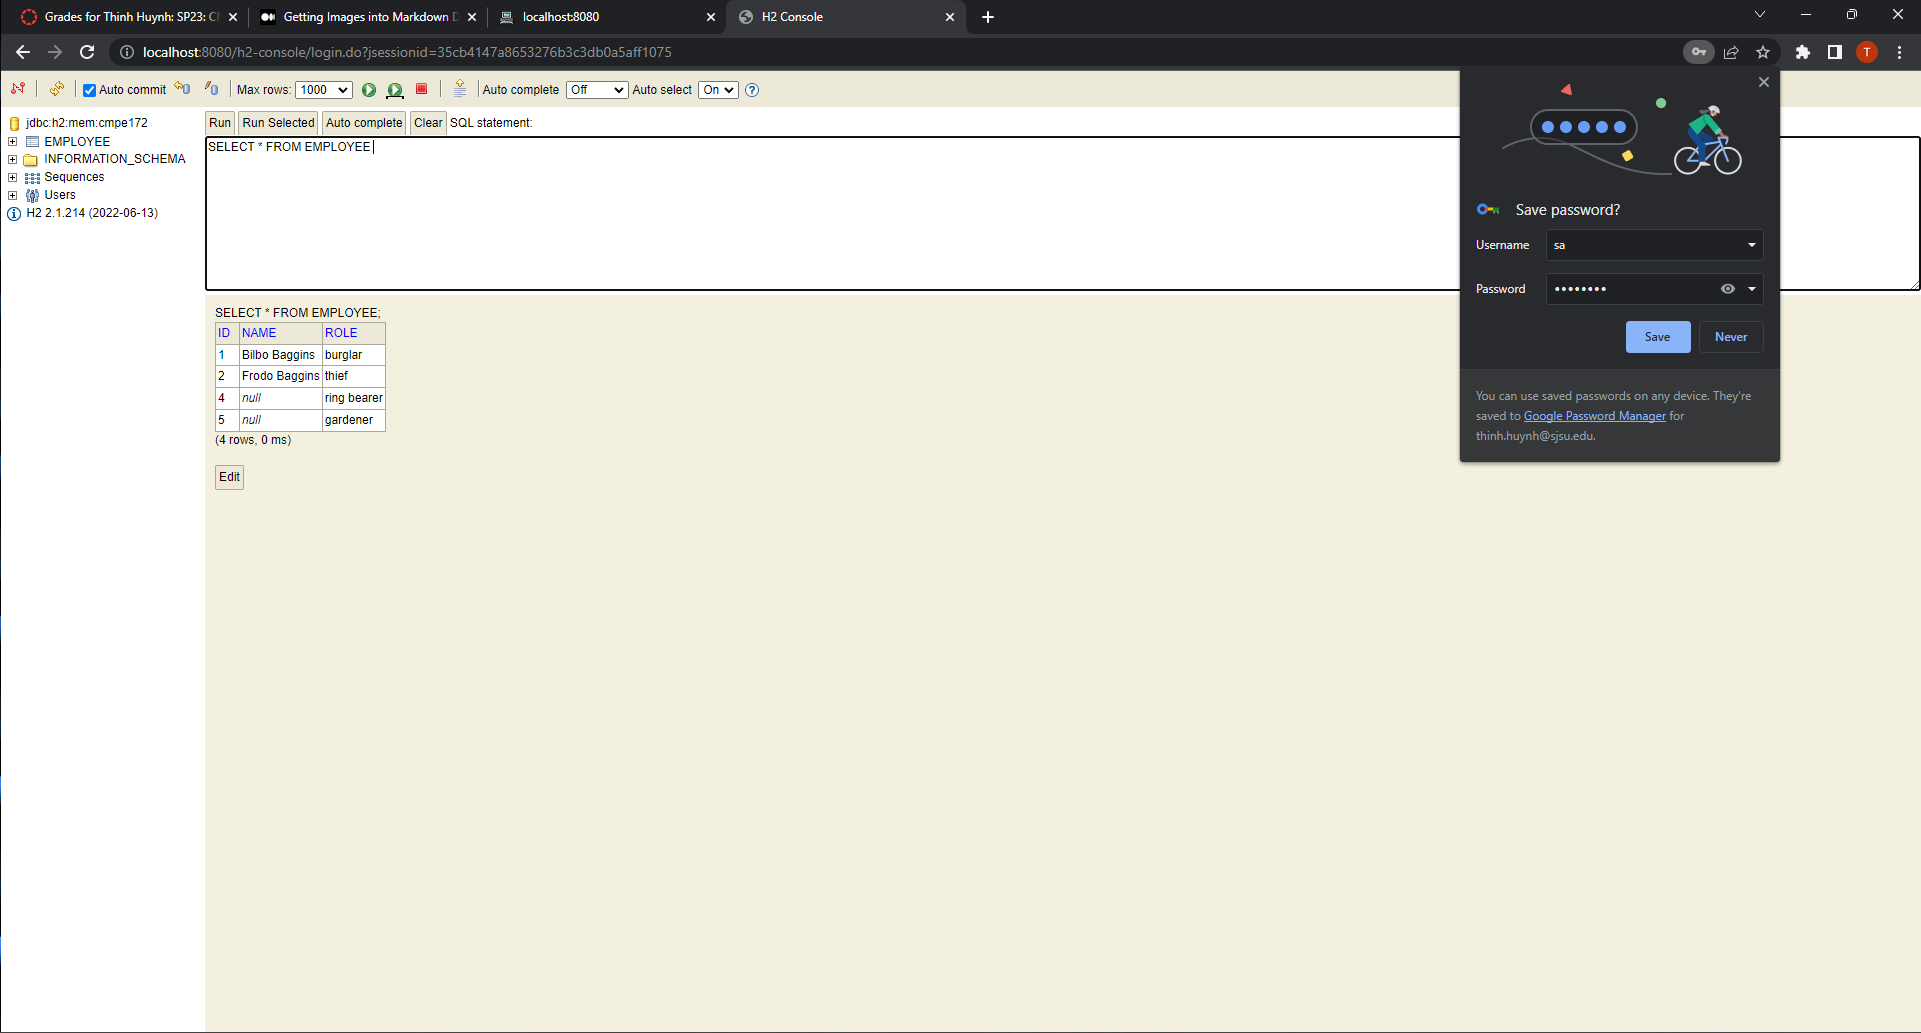 Grades for Thinh Huynh: SP23: C
Getting Images into Markdown D
localhost:8080
H2 Console
localhost:8080/h2-console/login.do?jsessionid=35cb4147a8653276b3c3db0a5aff1075
T
Auto commit
Max rows: 1000
Auto complete Off
Auto select On
jdbc:h2:mem:cmpe172
EMPLOYEE
INFORMATION_SCHEMA
Sequences
Users
H2 2.1.214 (2022-06-13)
Run Run Selected Auto complete Clear SQL statement:
SELECT * FROM EMPLOYEE
SELECT * FROM EMPLOYEE;
ID NAME ROLE
1 Bilbo Baggins burglar
2 Frodo Baggins thief
4 null ring bearer
5 null gardener
(4 rows, 0 ms)
Edit
Save password?
Username sa
Password ••••••••
Save Never
You can use saved passwords on any device. They're
saved to Google Password Manager for
thinh.huynh@sjsu.edu.